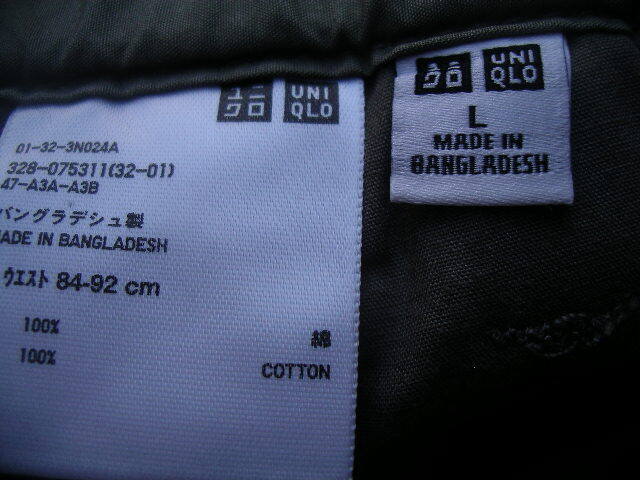 ユニ UNI
クロ QLO
01-32-3N024A
328-075311(32-01)
47-A3A-A3B
バングラデシュ製
MADE IN BANGLADESH
ウエスト 84-92 cm
100% 綿
100% COTTON
ユニ UNI
クロ QLO
L
MADE IN
BANGLADESH